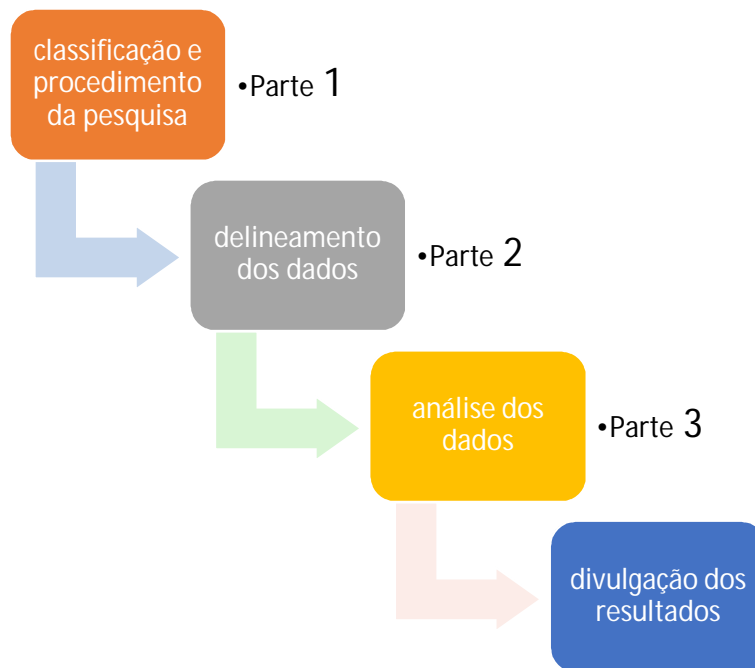 classificação e
procedimento
da pesquisa
•Parte 1
delineamento
dos dados
•Parte 2
análise dos
dados
•Parte 3
divulgação dos
resultados